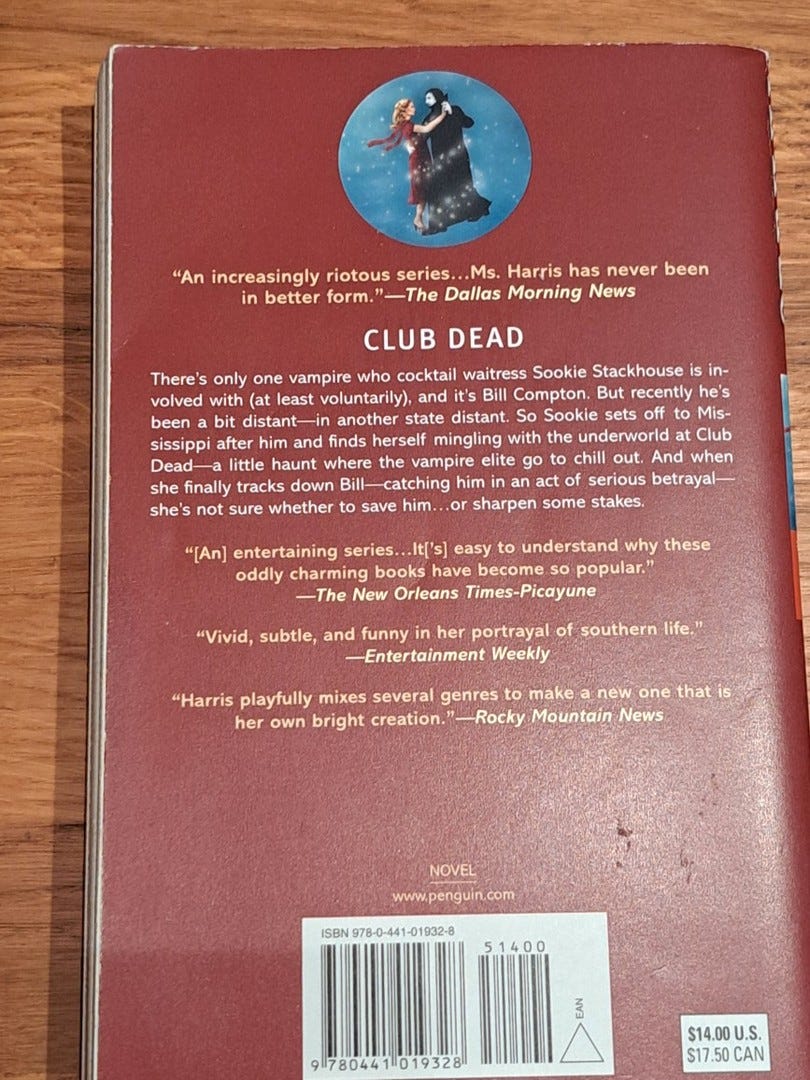 “An increasingly riotous series...Ms. Harris has never been
in better form.”—The Dallas Morning News
CLUB DEAD
There's only one vampire who cocktail waitress Sookie Stackhouse is in-
volved with (at least voluntarily), and it's Bill Compton. But recently he's
been a bit distant—in another state distant. So Sookie sets off to Mis-
sissippi after him and finds herself mingling with the underworld at Club
Dead—a little haunt where the vampire elite go to chill out. And when
she finally tracks down Bill—catching him in an act of serious betrayal—
she's not sure whether to save him...or sharpen some stakes.
“[An] entertaining series...It['s] easy to understand why these
oddly charming books have become so popular.”
—The New Orleans Times-Picayune
“Vivid, subtle, and funny in her portrayal of southern life.”
—Entertainment Weekly
“Harris playfully mixes several genres to make a new one that is
her own bright creation.”—Rocky Mountain News
NOVEL
www.penguin.com
ISBN 978-0-441-01932-8
51400
EAN
9 780441 019328
$14.00 U.S.
$17.50 CAN